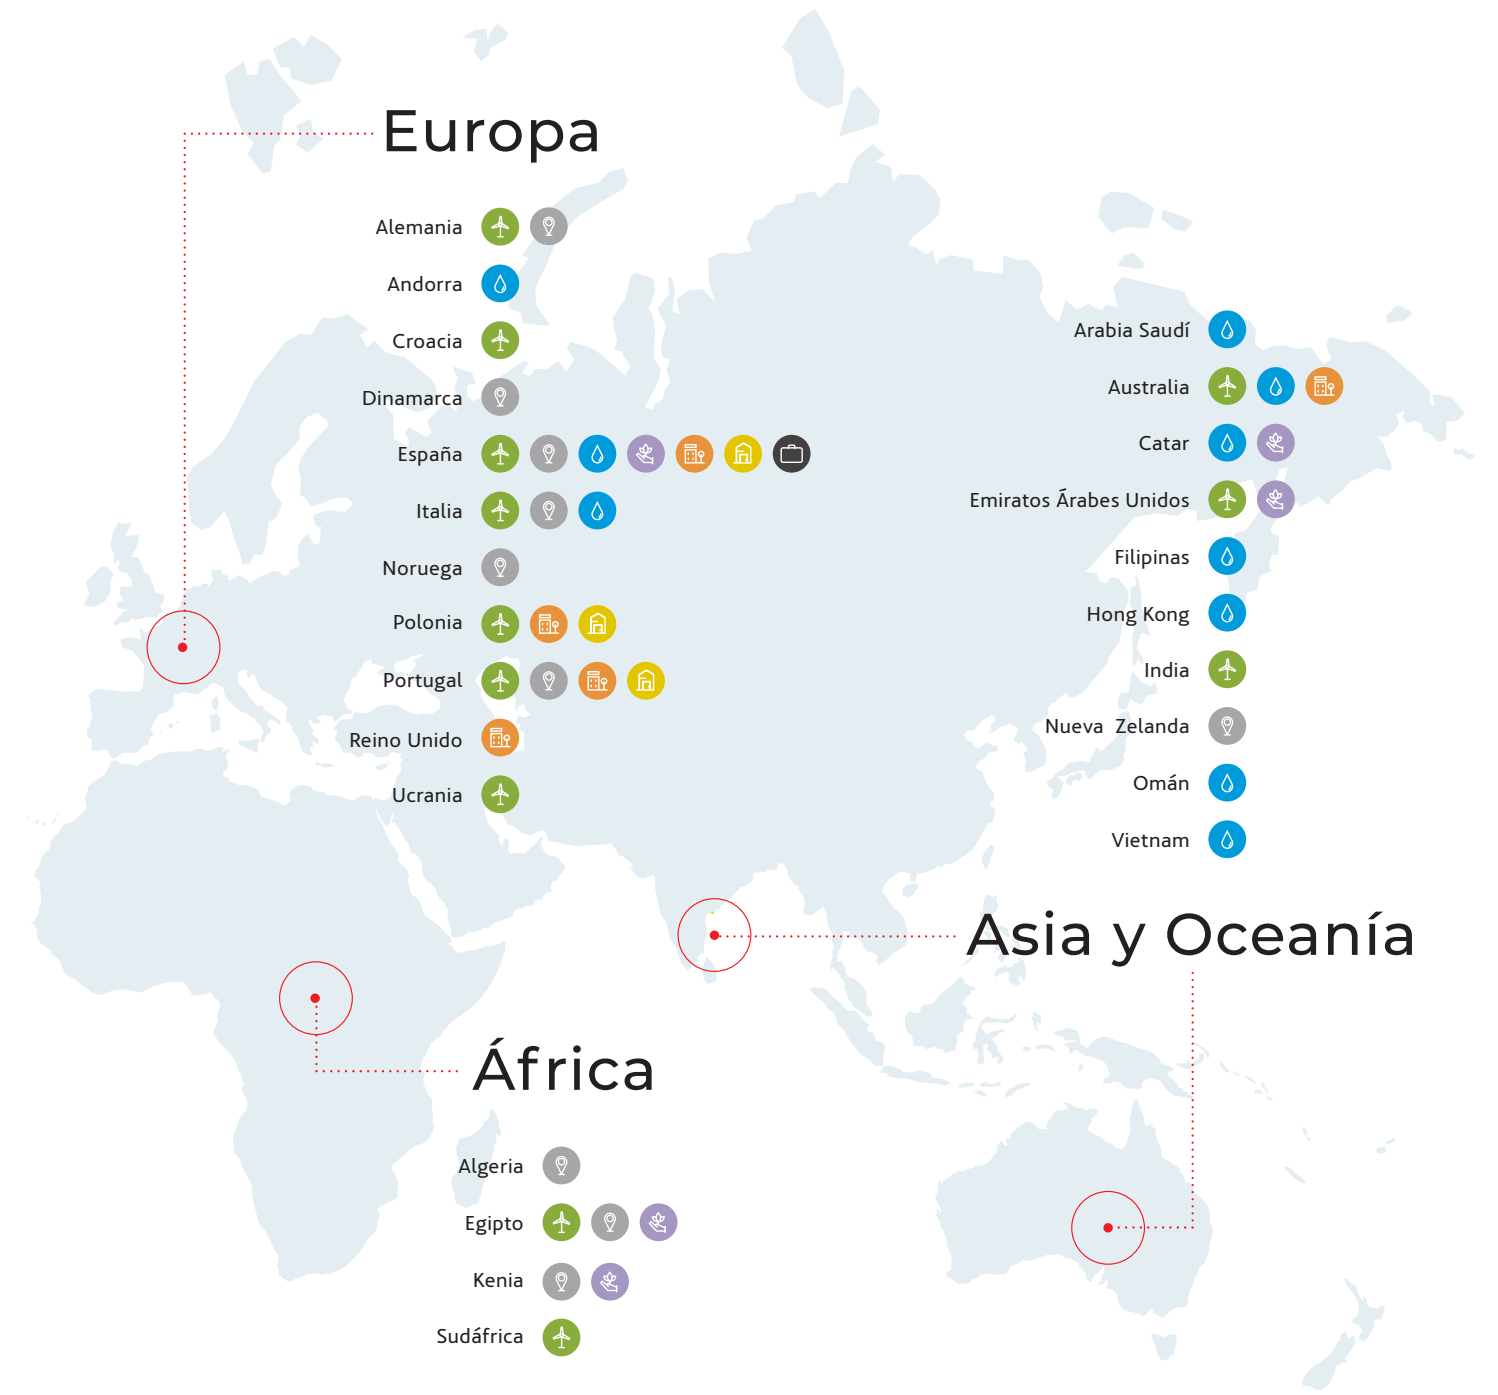 Europa
Alemania
Andorra
Croacia
Dinamarca
España
Italia
Noruega
Polonia
Portugal
Reino Unido
Ucrania
Arabia Saudí
Australia
Catar
Emiratos Árabes Unidos
Filipinas
Hong Kong
India
Nueva Zelanda
Omán
Vietnam
Asia y Oceanía
África
Algeria
Egipto
Kenia
Sudáfrica